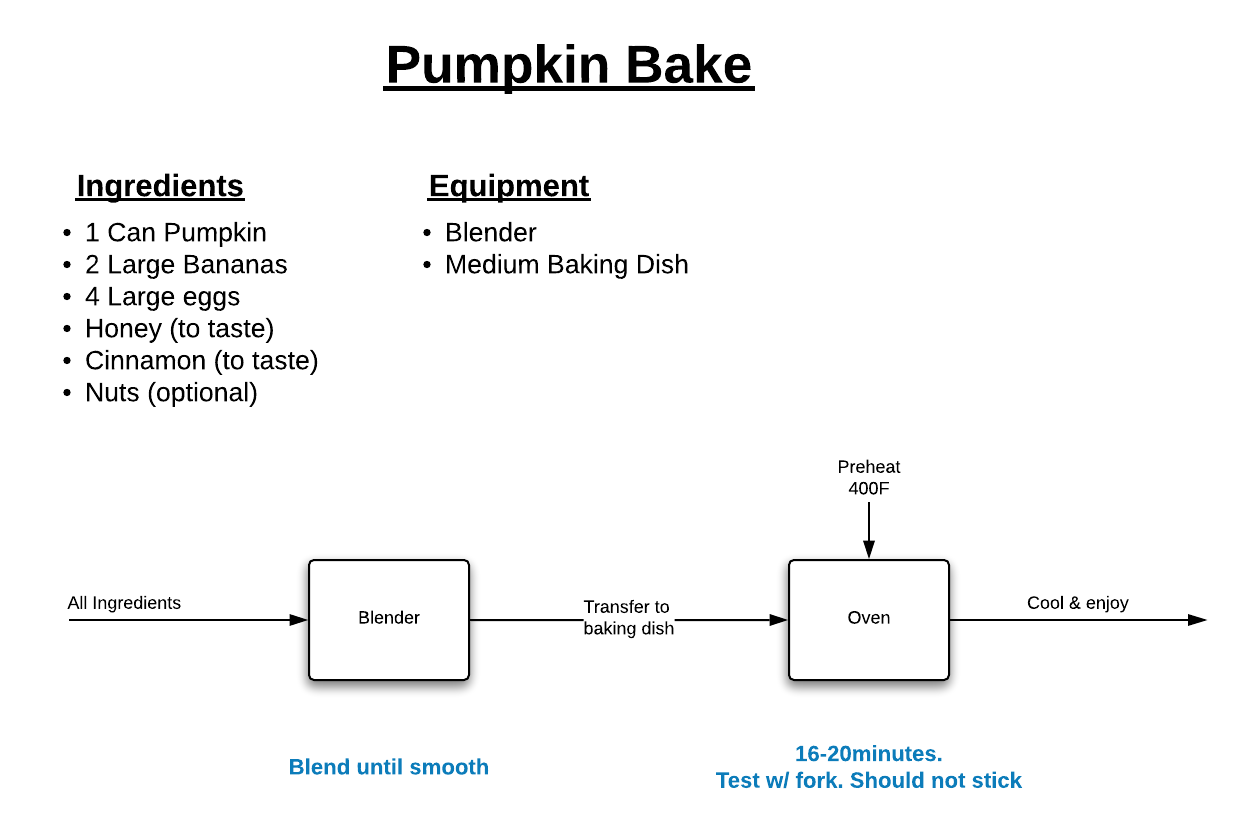 Pumpkin Bake
Ingredients
• 1 Can Pumpkin
• 2 Large Bananas
• 4 Large eggs
• Honey (to taste)
• Cinnamon (to taste)
• Nuts (optional)
Equipment
• Blender
• Medium Baking Dish
Preheat
400F
All Ingredients
Blender
Transfer to
baking dish
Oven
Cool & enjoy
Blend until smooth
16-20minutes.
Test w/ fork. Should not stick